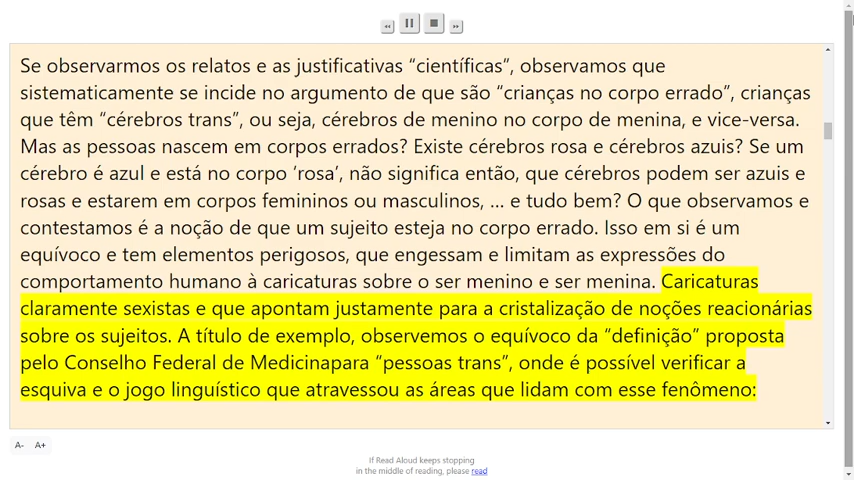 Se observarmos os relatos e as justificativas “científicas”, observamos que
sistematicamente se incide no argumento de que são “crianças no corpo errado”, crianças
que têm “cérebros trans”, ou seja, cérebros de menino no corpo de menina, e vice-versa.
Mas as pessoas nascem em corpos errados? Existe cérebros rosa e cérebros azuis? Se um
cérebro é azul e está no corpo ‘rosa’, não significa então, que cérebros podem ser azuis e
rosas e estarem em corpos femininos ou masculinos, ... e tudo bem? O que observamos e
contestamos é a noção de que um sujeito esteja no corpo errado. Isso em si é um
equívoco e tem elementos perigosos, que engessam e limitam as expressões do
comportamento humano à caricaturas sobre o ser menino e ser menina. Caricaturas
claramente sexistas e que apontam justamente para a cristalização de noções reacionárias
sobre os sujeitos. A título de exemplo, observemos o equívoco da “definição” proposta
pelo Conselho Federal de Medicinapara “pessoas trans”, onde é possível verificar a
esquiva e o jogo linguístico que atravessou as áreas que lidam com esse fenômeno:
A- A+
If Read Aloud keeps stopping
in the middle of reading, please read